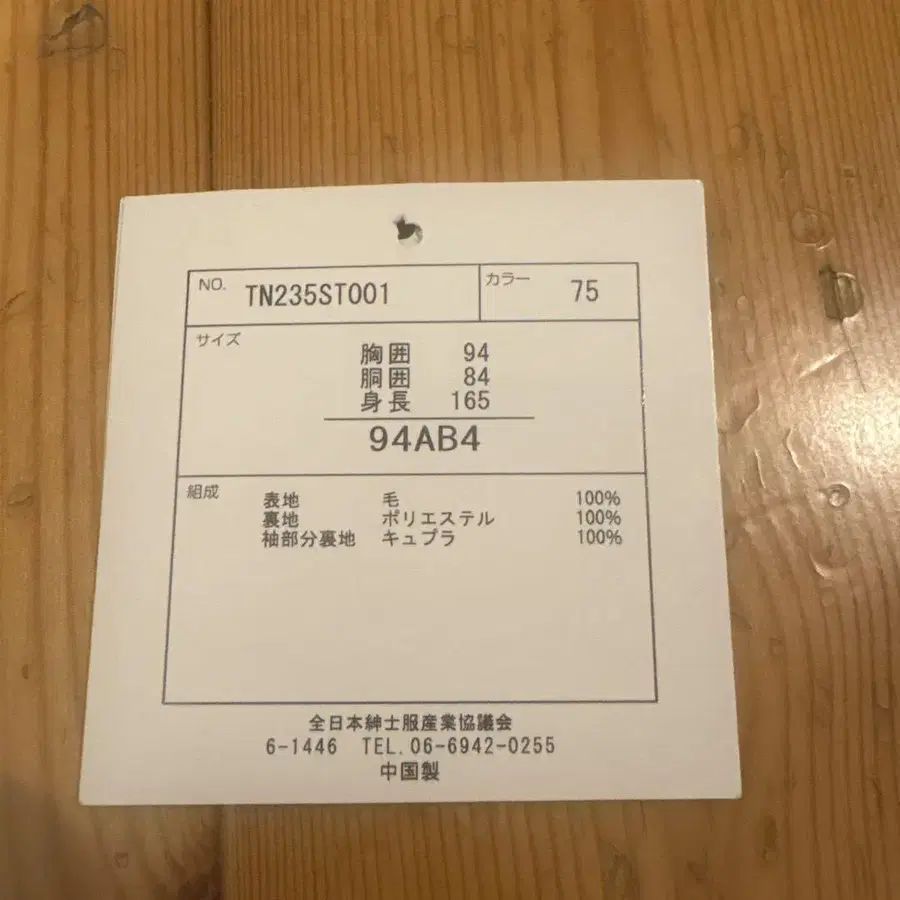 NO. TN235ST001 カラー 75
サイズ
胸囲 94
胴囲 84
身長 165
94AB4
組成
表地 毛 100%
裏地 ポリエステル 100%
袖部分裏地 キュプラ 100%
全日本紳士服産業協議会
6-1446 TEL.06-6942-0255
中国製